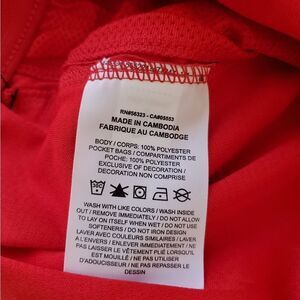 RN#56323 - CA#05553
MADE IN CAMBODIA
FABRIQUE AU CAMBODGE
BODY / CORPS: 100% POLYESTER
POCKET BAGS / COMPARTIMENTS DE
POCHE: 100% POLYESTER
EXCLUSIVE OF DECORATION /
DECORATION NON COMPRISE
WASH WITH LIKE COLORS / WASH INSIDE
OUT / REMOVE IMMEDIATELY / DO NOT ALLOW
TO LAY ON ITSELF WHEN WET / DO NOT USE
SOFTENERS / DO NOT IRON DESIGN
LAVER AVEC COULEURS SIMILAIRES / LAVER
A L'ENVERS / ENLEVER IMMEDIATEMENT / NE
PAS LAISSER LE VÊTEMENT PLIÉ LORSQU'IL
EST MOUILLÉ / NE PAS UTILISER
D'ADOUCISSEUR / NE PAS REPASSER LE
DESSIN